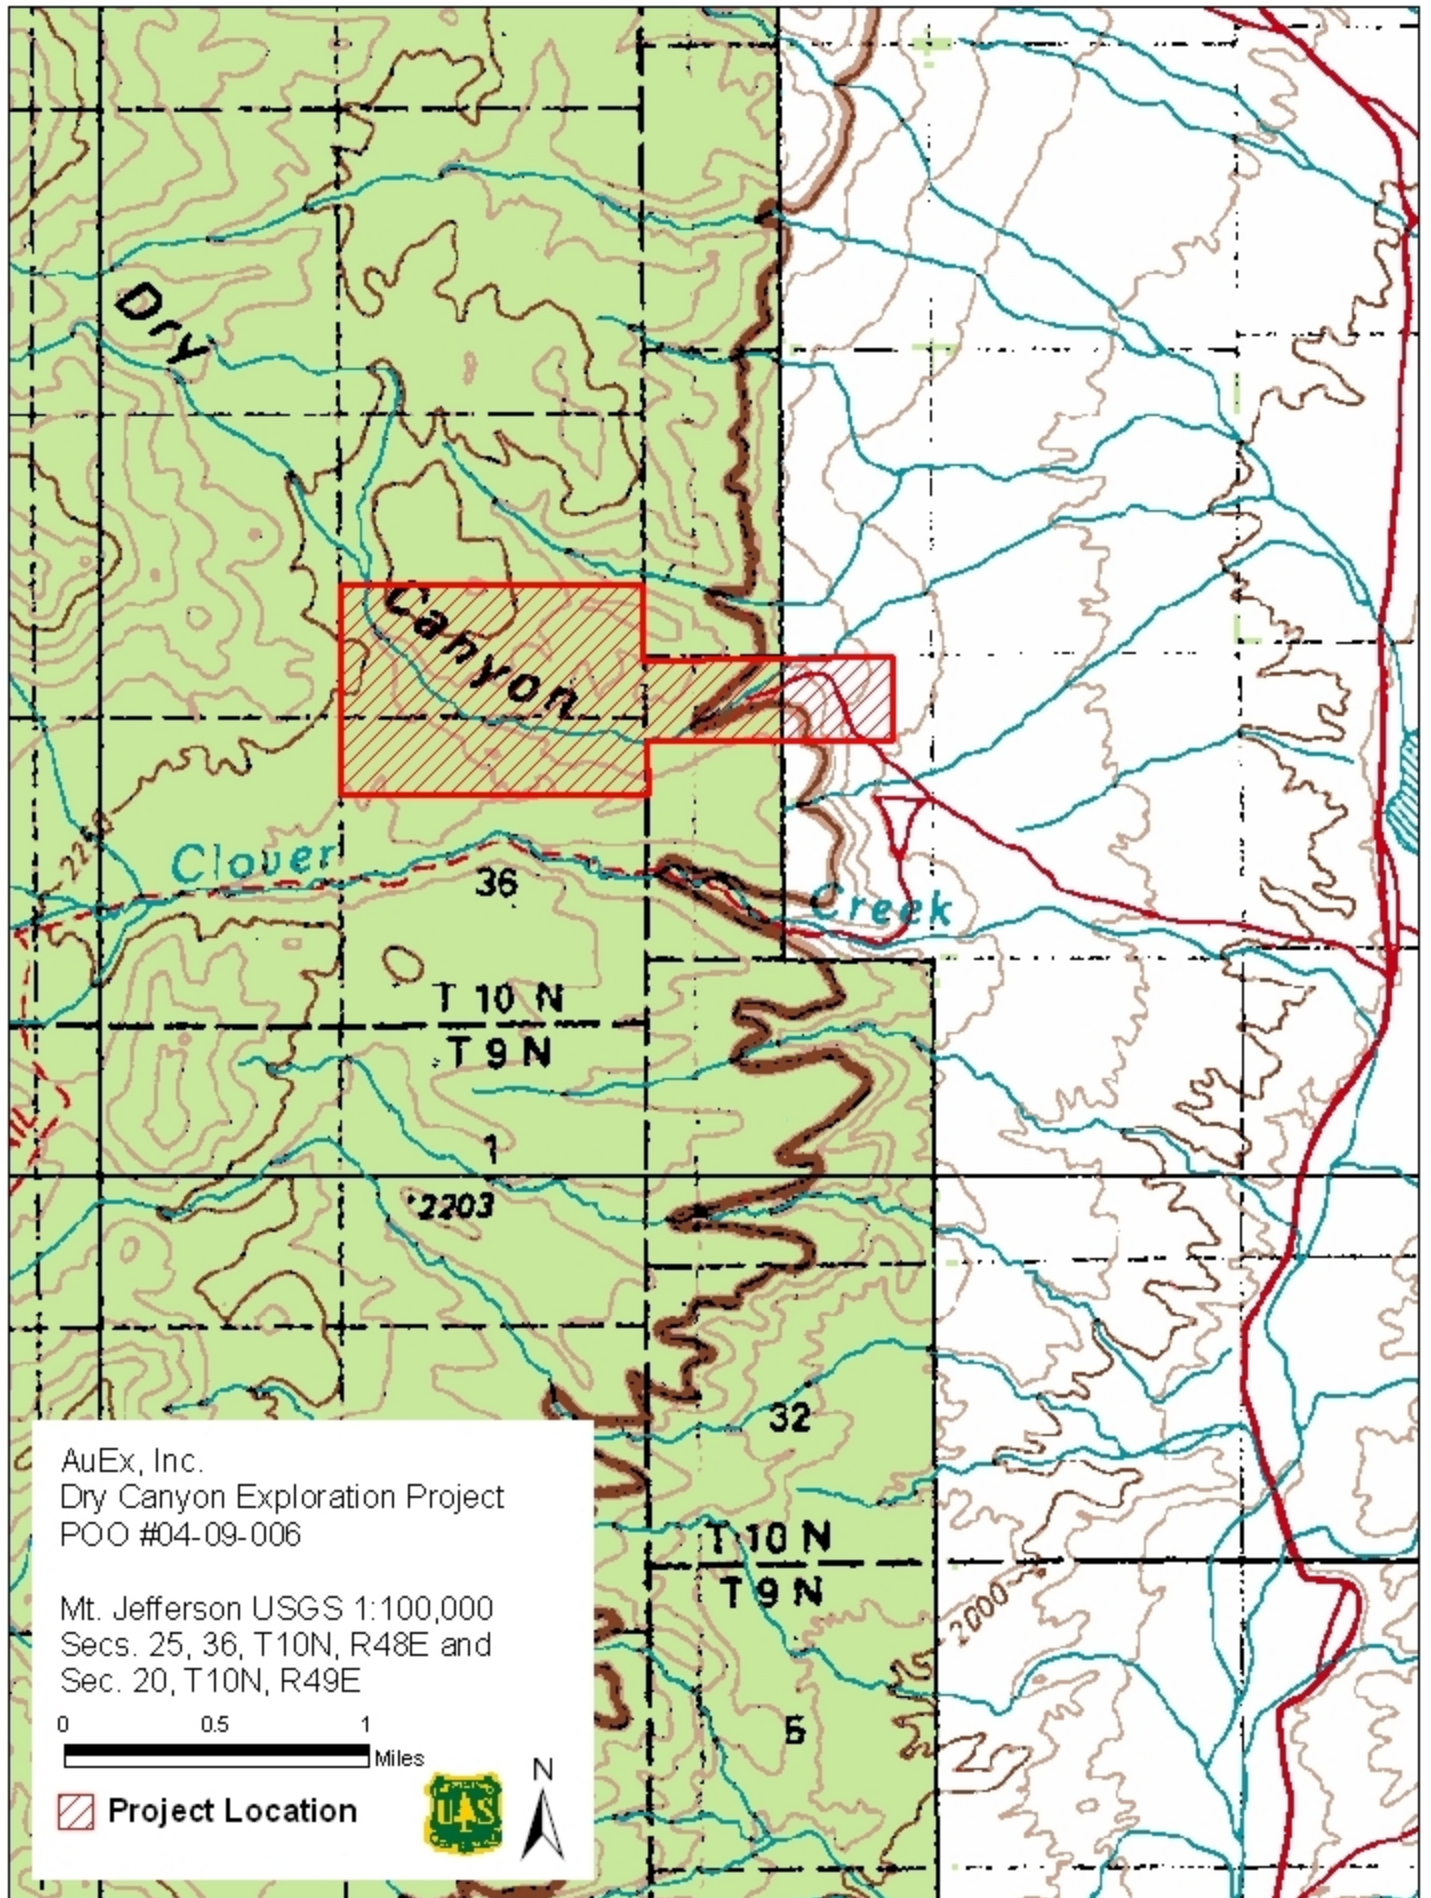 Dry
Canyon
2250
Clover
Creek
36
T 10 N
T 9 N
1
2203
32
T 10 N
T 9 N
5
2000
AuEx, Inc.
Dry Canyon Exploration Project
POO #04-09-006
Mt. Jefferson USGS 1:100,000
Secs. 25, 36, T10N, R48E and
Sec. 20, T10N, R49E
0 0.5 1
Miles
N
Project Location
U S